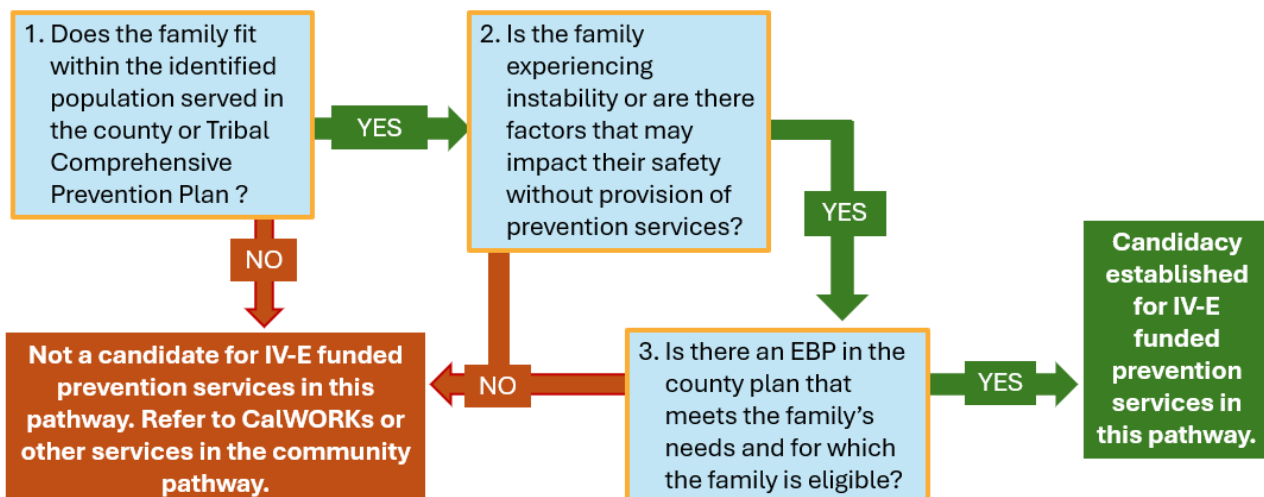 1. Does the family fit
within the identified
population served in
the county or Tribal
Comprehensive
Prevention Plan ?
YES
2. Is the family
experiencing
instability or are there
factors that may
impact their safety
without provision of
prevention services?
YES
NO
Not a candidate for IV-E funded
prevention services in this
pathway. Refer to CalWORKs or
other services in the community
pathway.
NO
3. Is there an EBP in the
county plan that
meets the family’s
needs and for which
the family is eligible?
YES
Candidacy
established
for IV-E
funded
prevention
services in
this pathway.